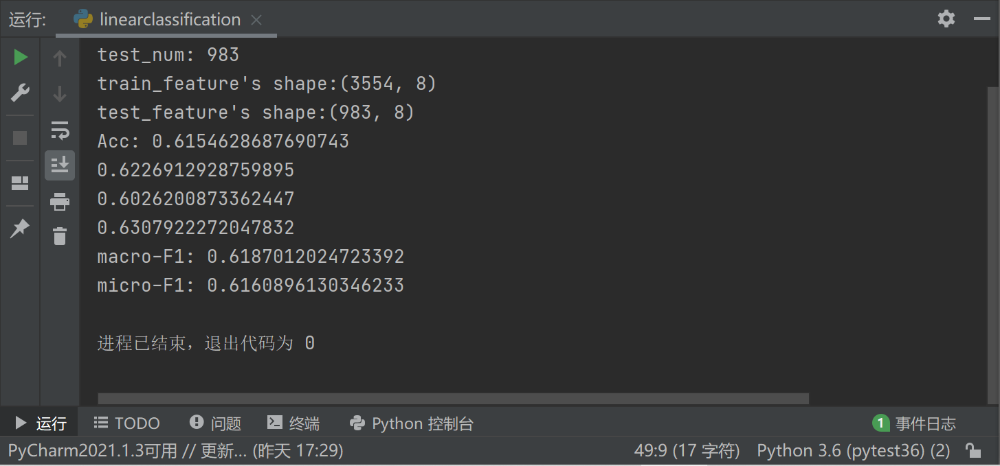 运行: linearclassification
test_num: 983
train_feature's shape:(3554, 8)
test_feature's shape:(983, 8)
Acc: 0.6154628687690743
0.6226912928759895
0.6026200873362447
0.6307922272047832
macro-F1: 0.6187012024723392
micro-F1: 0.6160896130346233
进程已结束，退出代码为 0
运行 TODO 问题 终端 Python 控制台 1 事件日志
PyCharm2021.1.3可用 // 更新... (昨天 17:29) 49:9 (17 字符) Python 3.6 (pytest36) (2)